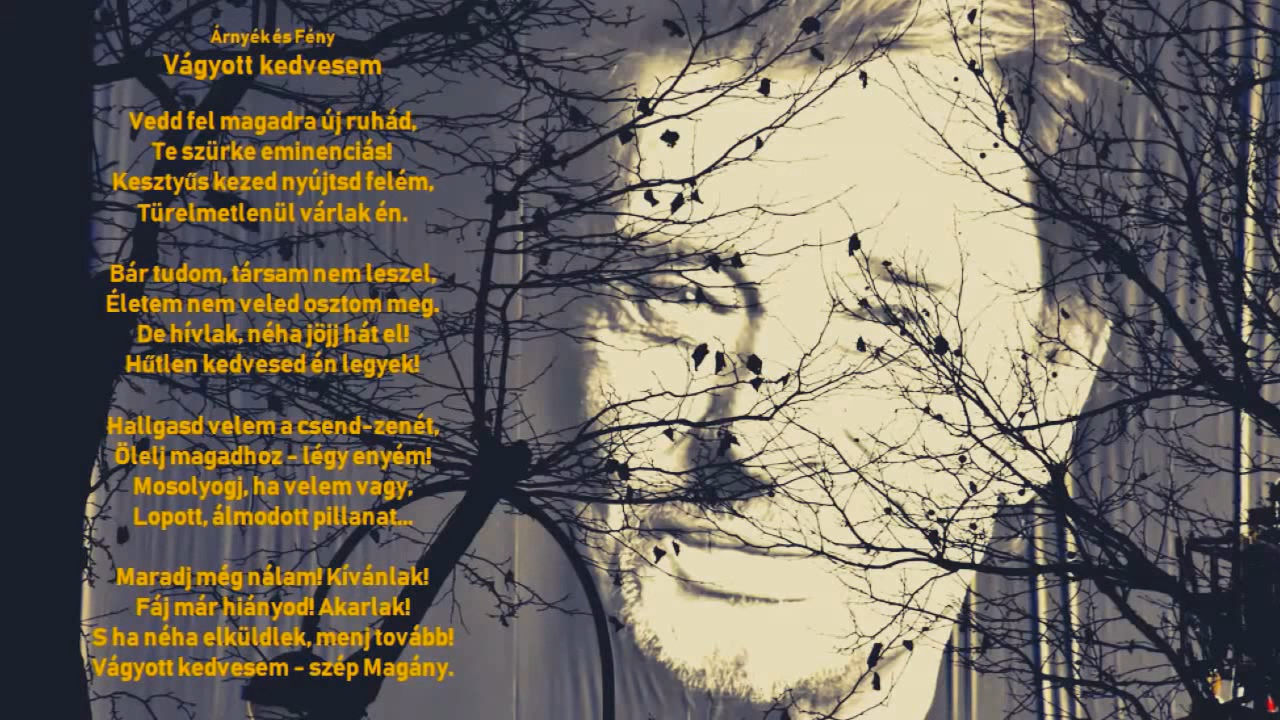 Árnyék és Fény
Vágyott kedvesem
Vedd fel magadra új ruhád,
Te szürke eminenciás!
Kesztyűs kezed nyújtsd felém,
Türelmetlenül várlak én.
Bár tudom, társam nem leszel,
Életem nem veled osztom meg.
De hívlak, néha jöjj hát el!
Hűtlen kedvesed én legyek!
Hallgasd velem a csend-zenét,
Ölelj magadhoz - légy enyém!
Mosolyogj, ha velem vagy,
Lopott, álmodott pillanat...
Maradj még nálam! Kívánlak!
Fáj már hiányod! Akarlak!
S ha néha elküldlek, menj tovább!
Vágyott kedvesem - szép Magány.